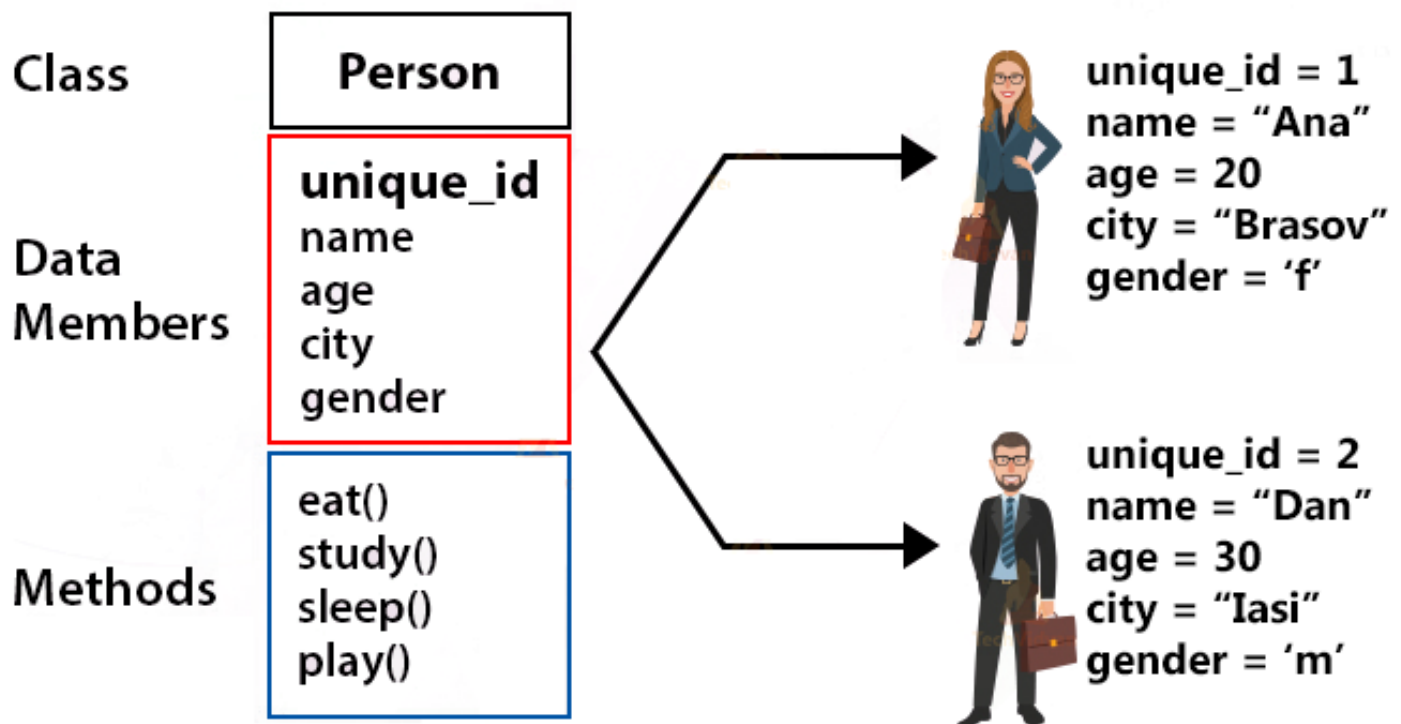 Class
Person
Data
Members
unique_id
name
age
city
gender
Methods
eat()
study()
sleep()
play()
unique_id = 1
name = “Ana”
age = 20
city = “Brasov”
gender = ‘f’
unique_id = 2
name = “Dan”
age = 30
city = “Iasi”
gender = ‘m’